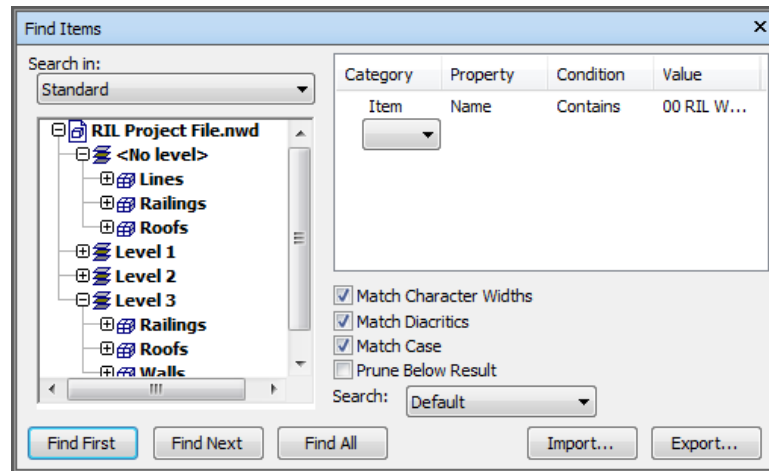 Find Items
Search in:
Standard
RIL Project File.nwd
<No level>
Lines
Railings
Roofs
Level 1
Level 2
Level 3
Railings
Roofs
Walls
Category Property Condition Value
Item Name Contains 00 RIL W...
Match Character Widths
Match Diacritics
Match Case
Prune Below Result
Search: Default
Find First Find Next Find All Import... Export...